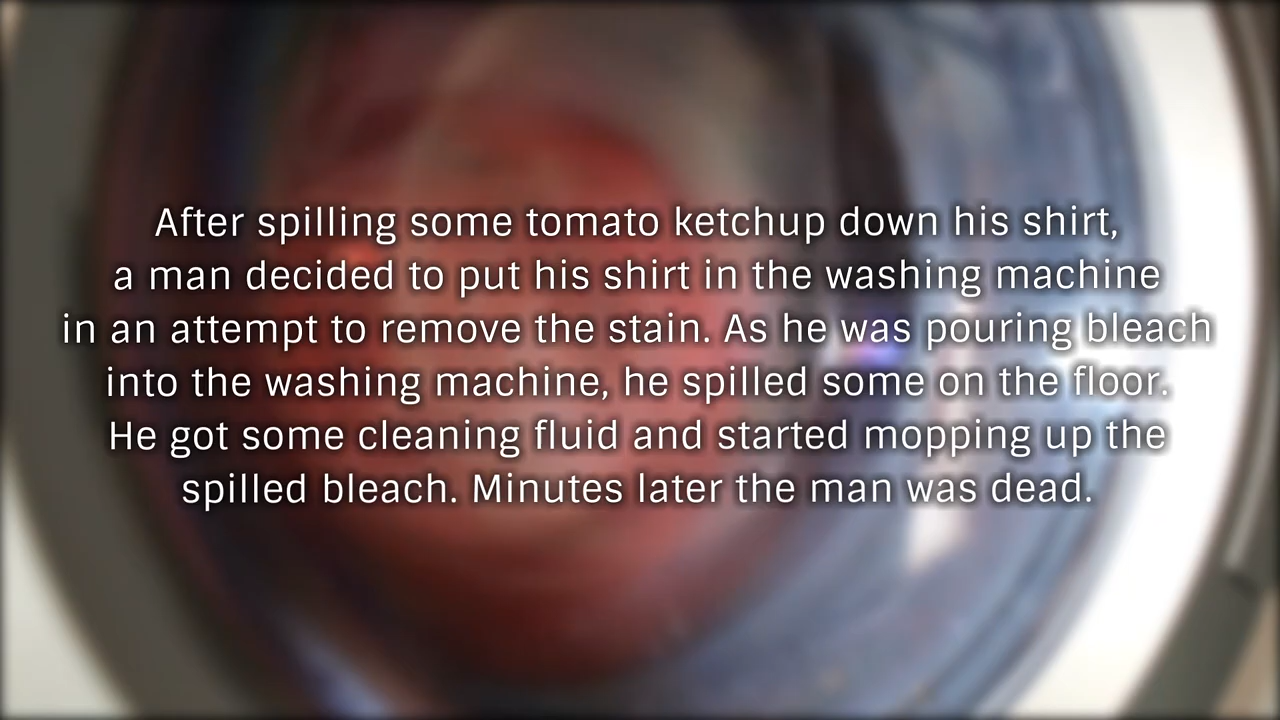 After spilling some tomato ketchup down his shirt,
a man decided to put his shirt in the washing machine
in an attempt to remove the stain. As he was pouring bleach
into the washing machine, he spilled some on the floor.
He got some cleaning fluid and started mopping up the
spilled bleach. Minutes later the man was dead.